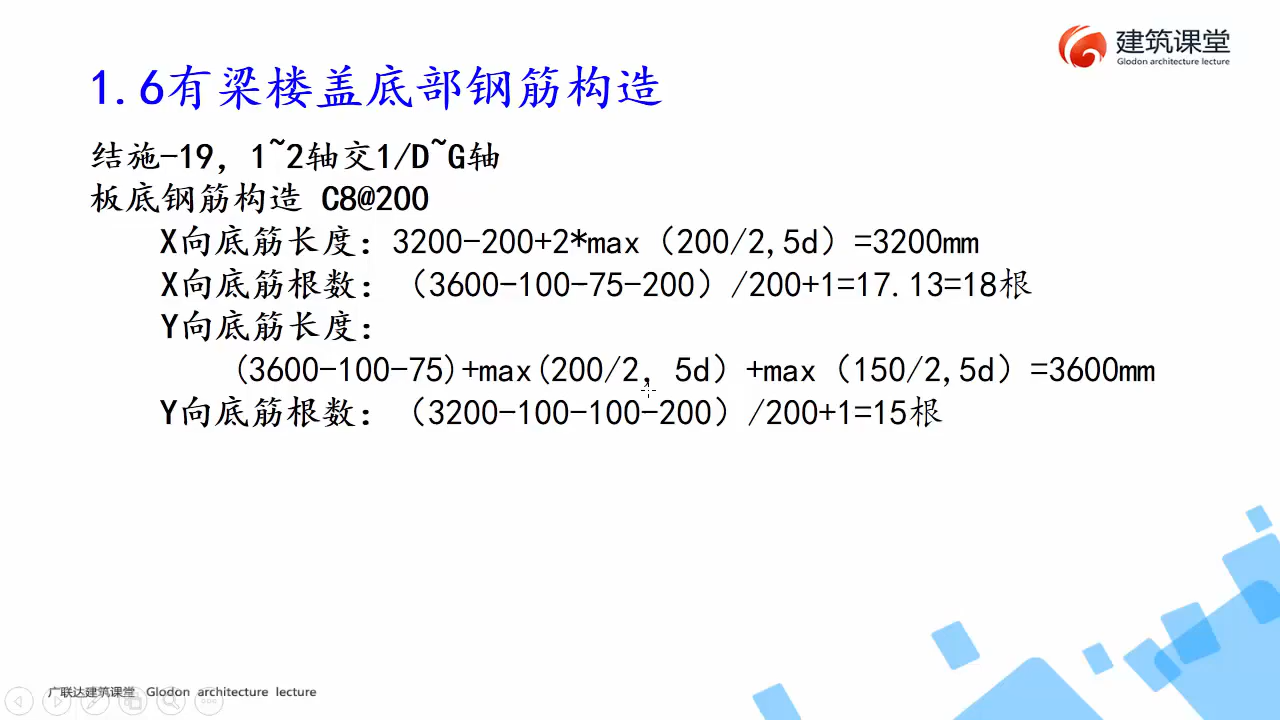 建筑课堂
Glodon architecture lecture
1.6有梁楼盖底部钢筋构造
结施-19，1~2轴交1/D~G轴
板底钢筋构造 C8@200
X向底筋长度：3200-200+2*max（200/2,5d）=3200mm
X向底筋根数：（3600-100-75-200）/200+1=17.13=18根
Y向底筋长度：
(3600-100-75)+max(200/2，5d）+max（150/2,5d）=3600mm
Y向底筋根数：（3200-100-100-200）/200+1=15根
广联达建筑课堂 Glodon architecture lecture